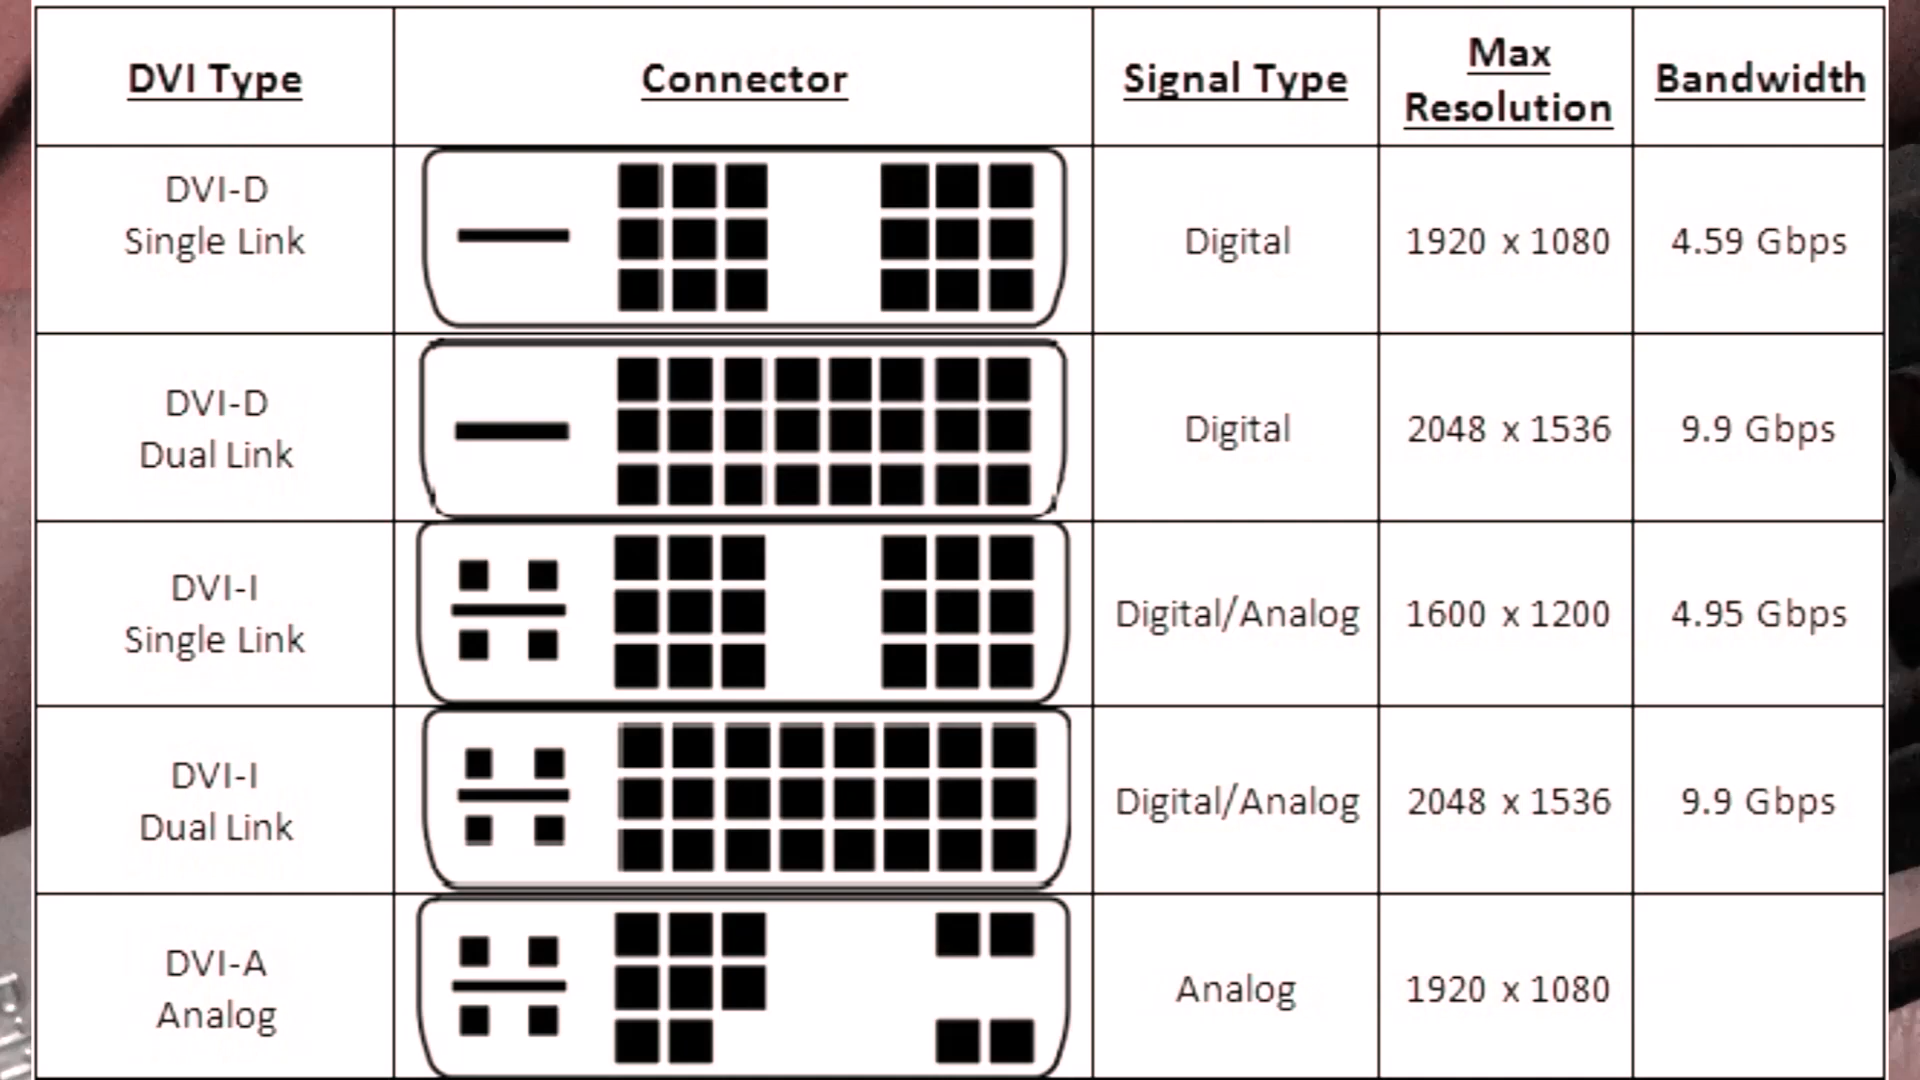 DVI Type Connector Signal Type Max Resolution Bandwidth
DVI-D
Single Link
Digital 1920 x 1080 4.59 Gbps
DVI-D
Dual Link
Digital 2048 x 1536 9.9 Gbps
DVI-I
Single Link
Digital/Analog 1600 x 1200 4.95 Gbps
DVI-I
Dual Link
Digital/Analog 2048 x 1536 9.9 Gbps
DVI-A
Analog
Analog 1920 x 1080